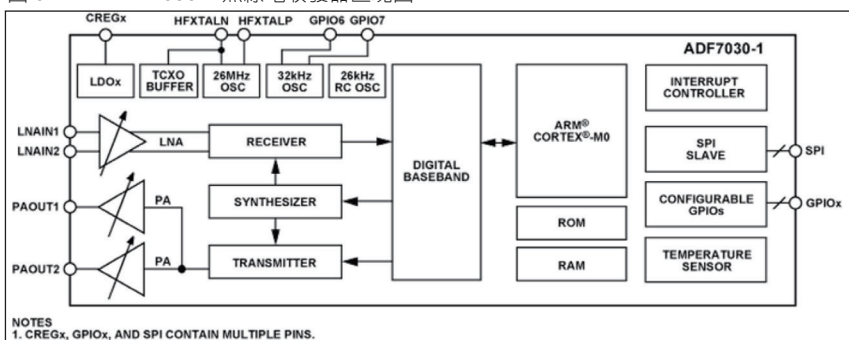 CREGx HFXTALN HFXTALP GPIO6 GPIO7
ADF7030-1
LDOx
TCXO
BUFFER
26MHz
OSC
32kHz
OSC
26kHz
RC OSC
INTERRUPT
CONTROLLER
LNAIN1
LNAIN2
LNA
RECEIVER
DIGITAL
BASEBAND
ARM®
CORTEX®-M0
SPI
SLAVE
SPI
PAOUT1
PA
SYNTHESIZER
CONFIGURABLE
GPIOs
GPIOx
ROM
PAOUT2
PA
TRANSMITTER
RAM
TEMPERATURE
SENSOR
NOTES
1. CREGx, GPIOx, AND SPI CONTAIN MULTIPLE PINS.